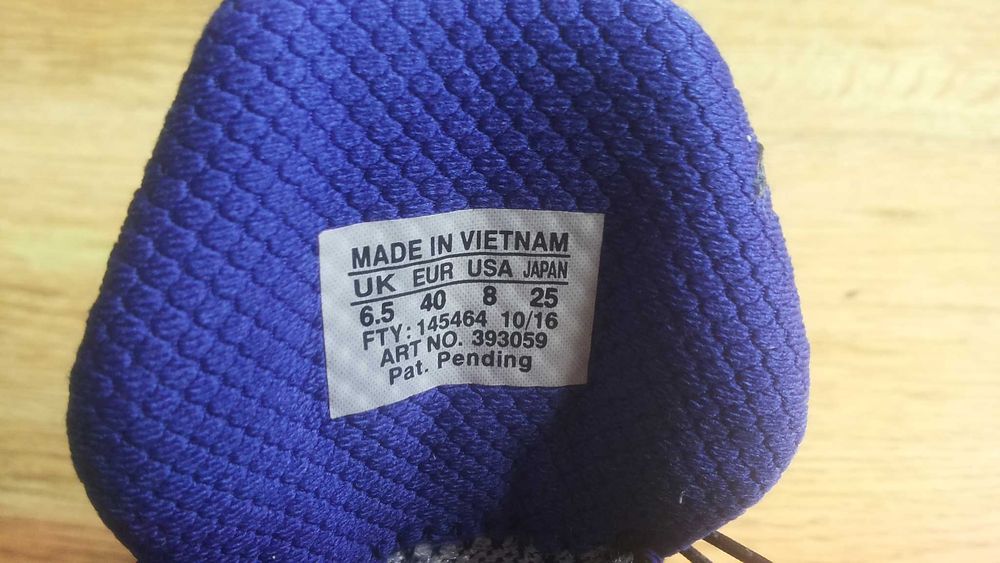 MADE IN VIETNAM
UK EUR USA JAPAN
6.5 40 8 25
FTY: 145464 10/16
ART NO. 393059
Pat. Pending